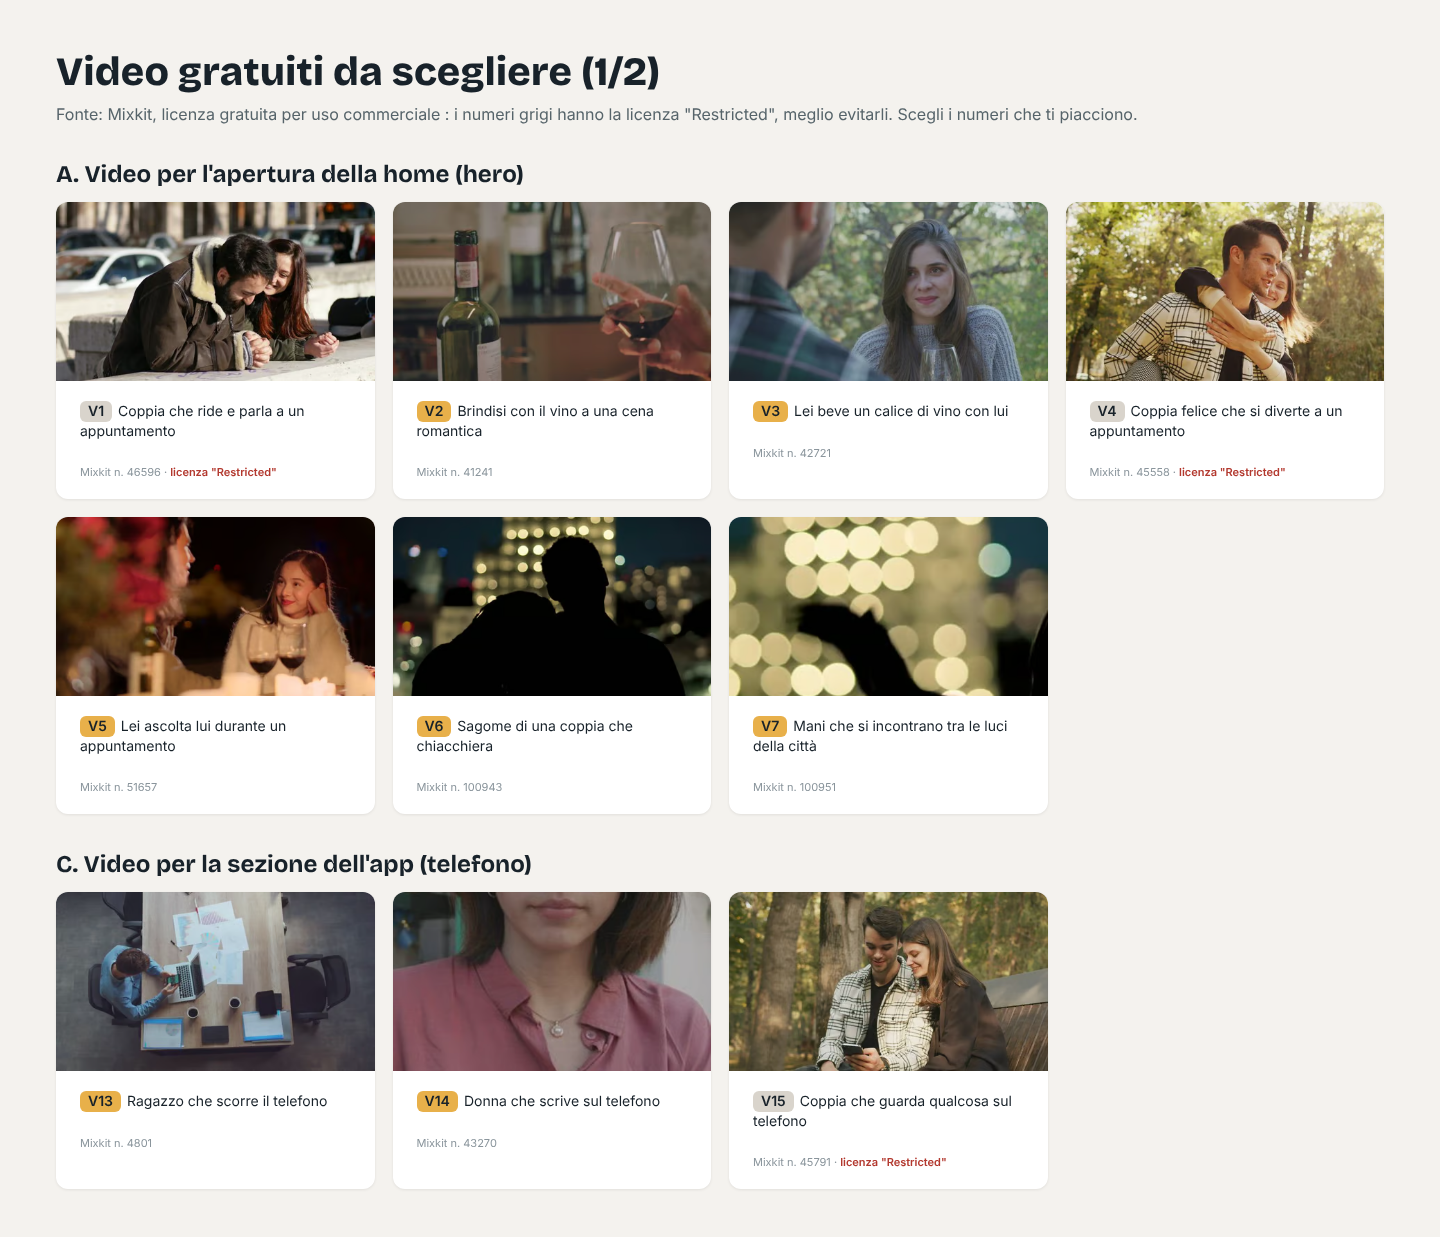 Video gratuiti da scegliere (1/2)
Fonte: Mixkit, licenza gratuita per uso commerciale : i numeri grigi hanno la licenza "Restricted", meglio evitarli. Scegli i numeri che ti piacciono.
A. Video per l'apertura della home (hero)
V1 Coppia che ride e parla a un
appuntamento
Mixkit n. 46596 · licenza "Restricted"
V2 Brindisi con il vino a una cena
romantica
Mixkit n. 41241
V3 Lei beve un calice di vino con lui
Mixkit n. 42721
V4 Coppia felice che si diverte a un
appuntamento
Mixkit n. 45558 · licenza "Restricted"
V5 Lei ascolta lui durante un
appuntamento
Mixkit n. 51657
V6 Sagome di una coppia che
chiacchiera
Mixkit n. 100943
V7 Mani che si incontrano tra le luci
della città
Mixkit n. 100951
C. Video per la sezione dell'app (telefono)
V13 Ragazzo che scorre il telefono
Mixkit n. 4801
V14 Donna che scrive sul telefono
Mixkit n. 43270
V15 Coppia che guarda qualcosa sul
telefono
Mixkit n. 45791 · licenza "Restricted"